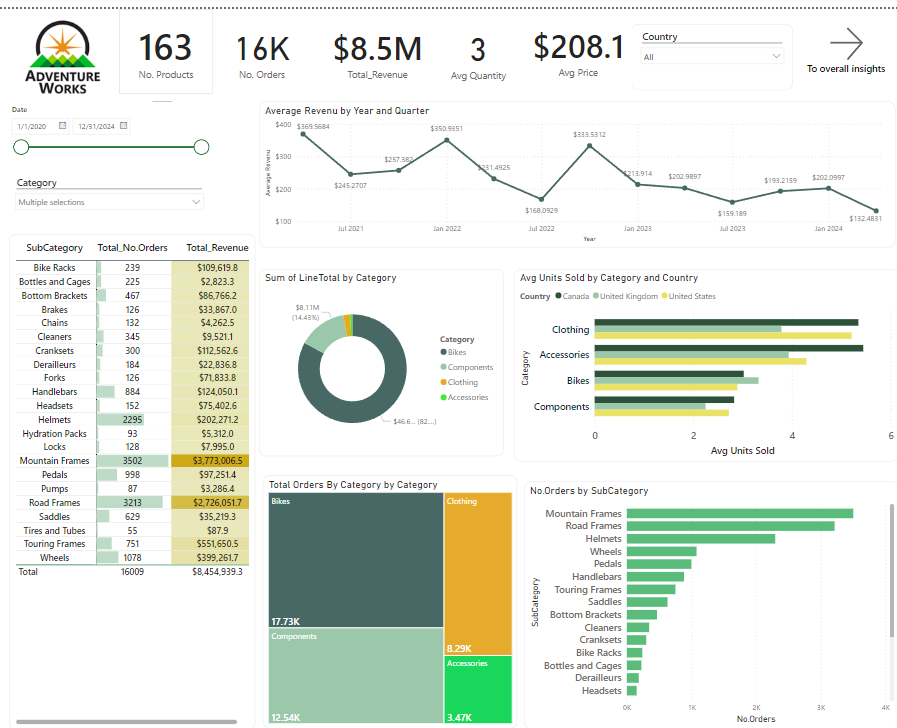 ADVENTURE
WORKS
163
No. Products
16K
No. Orders
$8.5M
Total_Revenue
3
Avg Quantity
$208.1
Avg Price
Country
All
To overall insights
Date
1/1/2020
12/31/2024
Category
Multiple selections
SubCategory Total_No.Orders Total_Revenue
Bike Racks 239 $109,619.8
Bottles and Cages 225 $2,823.3
Bottom Brackets 467 $86,766.2
Brakes 126 $33,867.0
Chains 132 $4,262.5
Cleaners 345 $9,521.1
Cranksets 300 $112,562.6
Derailleurs 184 $22,836.8
Forks 126 $71,833.8
Handlebars 884 $124,050.1
Headsets 152 $75,402.6
Helmets 2295 $202,271.2
Hydration Packs 93 $5,312.0
Locks 128 $7,995.0
Mountain Frames 3502 $3,773,006.5
Pedals 998 $97,251.4
Pumps 87 $3,286.4
Road Frames 3213 $2,726,051.7
Saddles 629 $35,219.3
Tires and Tubes 55 $87.9
Touring Frames 751 $551,650.5
Wheels 1078 $399,261.7
Total 16009 $8,454,939.3
Average Revenu by Year and Quarter
Average Revenu
$400
$300
$200
$100
$369.5684
$245.2707
$257.382
$350.9351
$231.4925
$168.0929
$333.5312
$213.914
$202.9897
$159.189
$193.2159
$202.0997
$132.4831
Jul 2021
Jan 2022
Jul 2022
Jan 2023
Jul 2023
Jan 2024
Year
Sum of LineTotal by Category
$8.11M
(14.43%)
$46.6... (82....)
Category
Bikes
Components
Clothing
Accessories
Avg Units Sold by Category and Country
Country Canada United Kingdom United States
Category
Clothing
Accessories
Bikes
Components
0 2 4 6
Avg Units Sold
Total Orders By Category by Category
Bikes
17.73K
Components
12.54K
Clothing
8.29K
Accessories
3.47K
No.Orders by SubCategory
SubCategory
Mountain Frames
Road Frames
Helmets
Wheels
Pedals
Handlebars
Touring Frames
Saddles
Bottom Brackets
Cleaners
Cranksets
Bike Racks
Bottles and Cages
Derailleurs
Headsets
0K 1K 2K 3K 4K
No.Orders